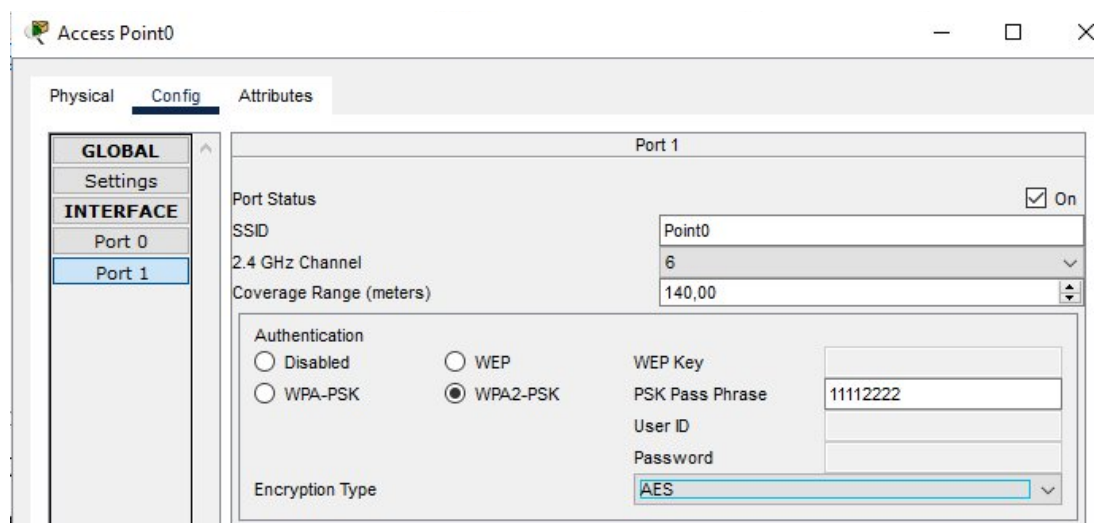 Access Point0
Physical Config Attributes
GLOBAL
Settings
INTERFACE
Port 0
Port 1
Port 1
Port Status On
SSID Point0
2.4 GHz Channel 6
Coverage Range (meters) 140,00
Authentication
Disabled WEP WEP Key
WPA-PSK WPA2-PSK PSK Pass Phrase 11112222
User ID
Password
Encryption Type AES